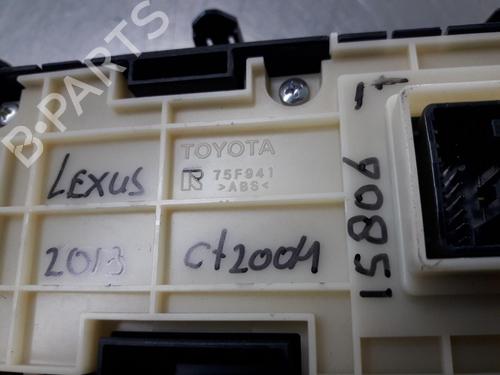 B-PARTS
TOYOTA
R 75F941
>ABS<
LEXUS
2013
Ct200h
15806